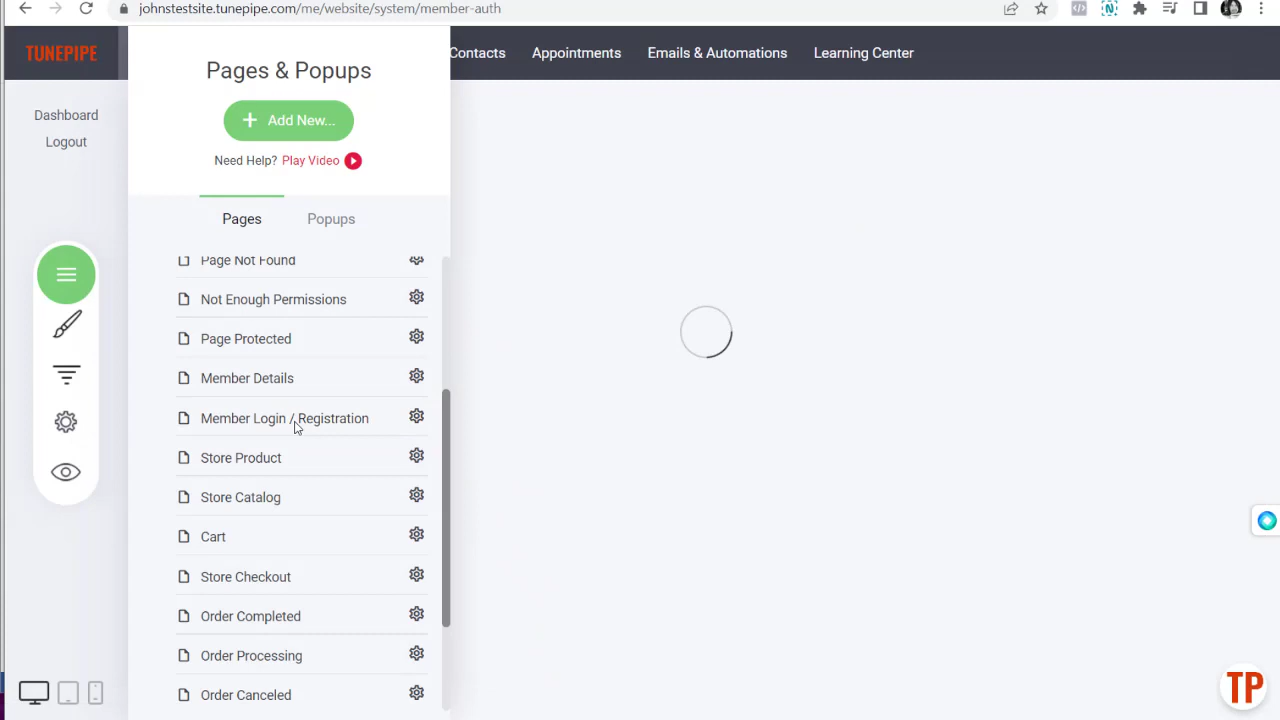 johnstestsite.tunepipe.com/me/website/system/member-auth
TUNEPIPE
Contacts
Appointments
Emails & Automations
Learning Center
Dashboard
Logout
Pages & Popups
+ Add New...
Need Help? Play Video
Pages
Popups
Page Not Found
Not Enough Permissions
Page Protected
Member Details
Member Login / Registration
Store Product
Store Catalog
Cart
Store Checkout
Order Completed
Order Processing
Order Canceled
TP